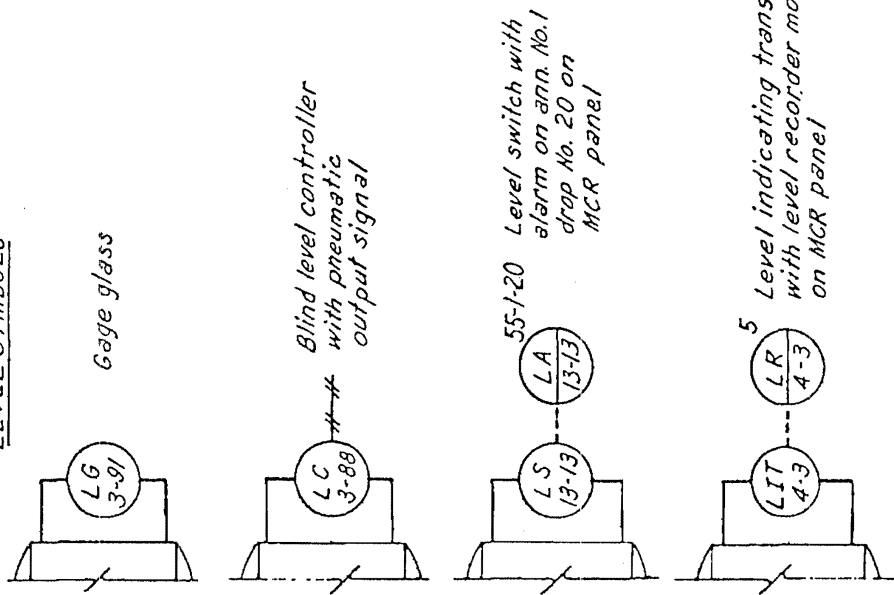 LG
3-91
Gage glass
LC
3-88
Blind level controller
with pneumatic
output signal
LS
13-13
LA
13-13
55-1-20
Level switch with
alarm on ann. No.1
drop No. 20 on
MCR panel
LIT
4-3
LR
4-3
5
Level indicating trans
with level recorder mo
on MCR panel